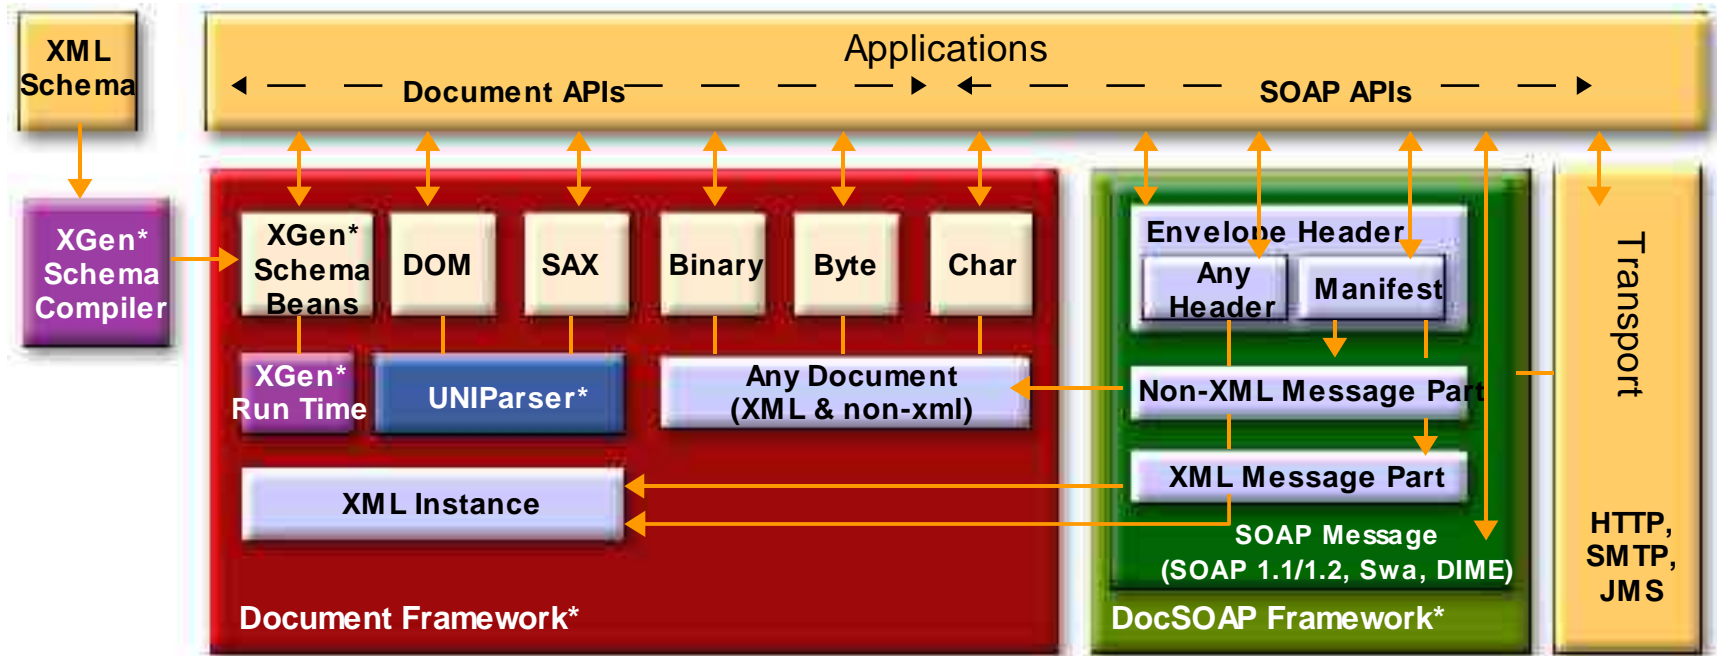 XML
Schema
Applications
Document APIs
SOAP APIs
XGen*
Schema
Compiler
XGen*
Schema
Beans
DOM
SAX
Binary
Byte
Char
Envelope Header
Any
Header
Manifest
Transport
XGen*
Run Time
UNIParser*
Any Document
(XML & non-xml)
Non-XML Message Part
XML Instance
XML Message Part
SOAP Message
(SOAP 1.1/1.2, Swa, DIME)
HTTP,
SMTP,
JMS
Document Framework*
DocSOAP Framework*